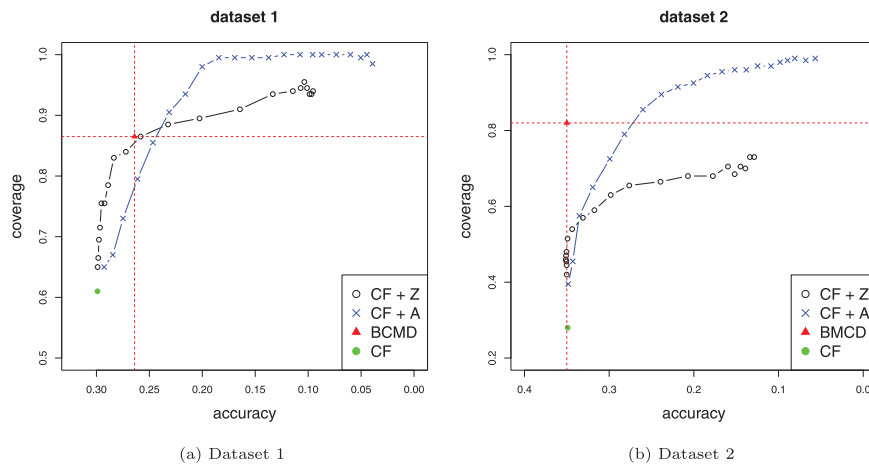 dataset 1
coverage
1.0
0.9
0.8
0.7
0.6
0.5
0.30
0.25
0.20
0.15
0.10
0.05
0.00
accuracy
CF + Z
CF + A
BCMD
CF
(a) Dataset 1
dataset 2
coverage
1.0
0.8
0.6
0.4
0.2
0.4
0.3
0.2
0.1
0.0
accuracy
CF + Z
CF + A
BMCD
CF
(b) Dataset 2